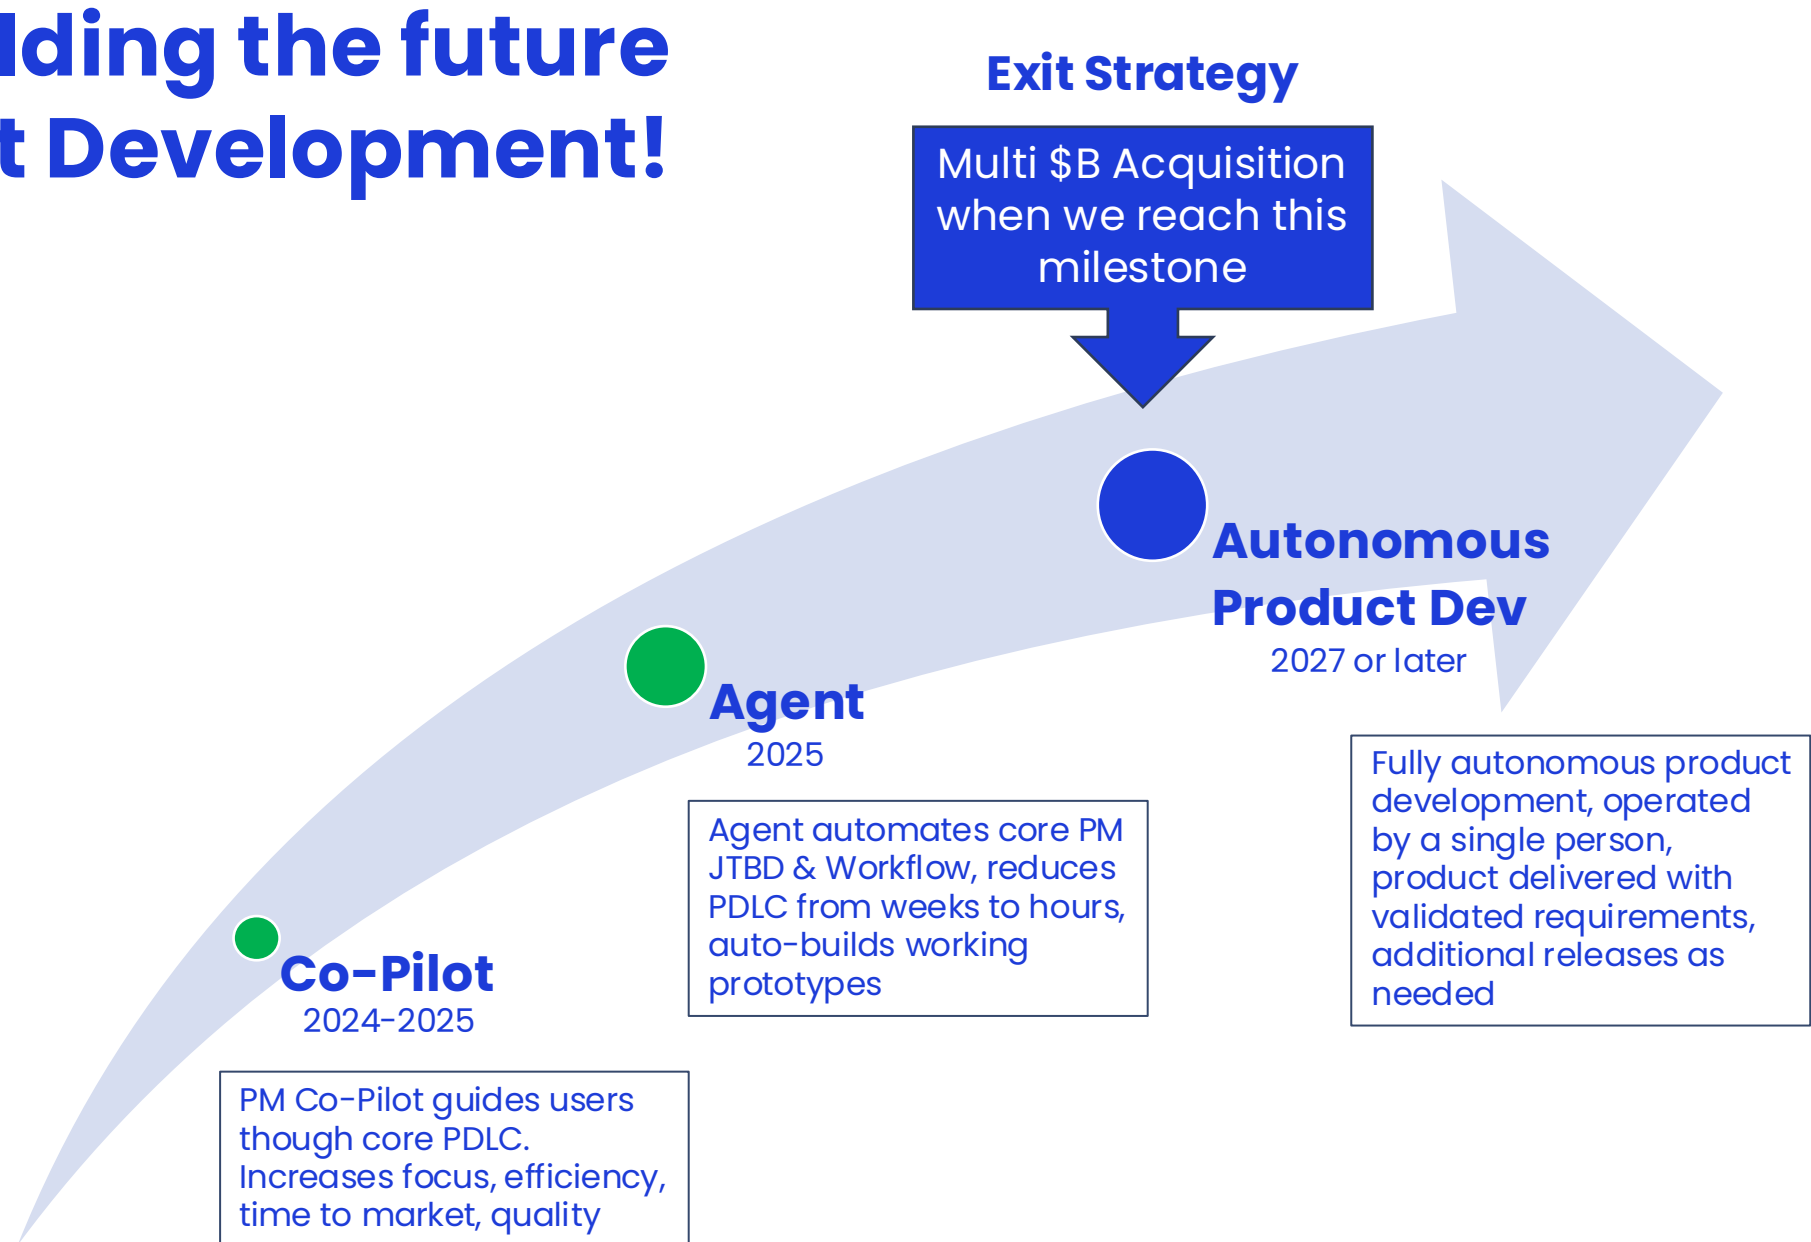 lding the future
t Development!
Exit Strategy
Multi $B Acquisition
when we reach this
milestone
Autonomous
Product Dev
2027 or later
Agent
2025
Fully autonomous product
development, operated
by a single person,
product delivered with
validated requirements,
additional releases as
needed
Agent automates core PM
JTBD & Workflow, reduces
PDLC from weeks to hours,
auto-builds working
prototypes
Co-Pilot
2024-2025
PM Co-Pilot guides users
though core PDLC.
Increases focus, efficiency,
time to market, quality